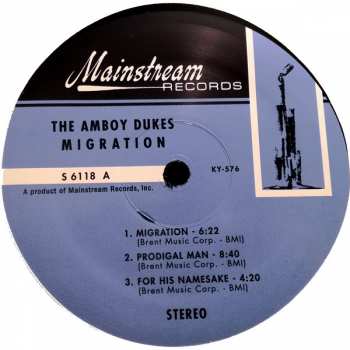 Mainstream
RECORDS
THE AMBOY DUKES
MIGRATION
S 6118 A
KY-576
A product of Mainstream Records, Inc.
1. MIGRATION - 6:22
(Brent Music Corp. - BMI)
2. PRODIGAL MAN - 8:40
(Brent Music Corp. - BMI)
3. FOR HIS NAMESAKE - 4:20
(Brent Music Corp. - BMI)
STEREO